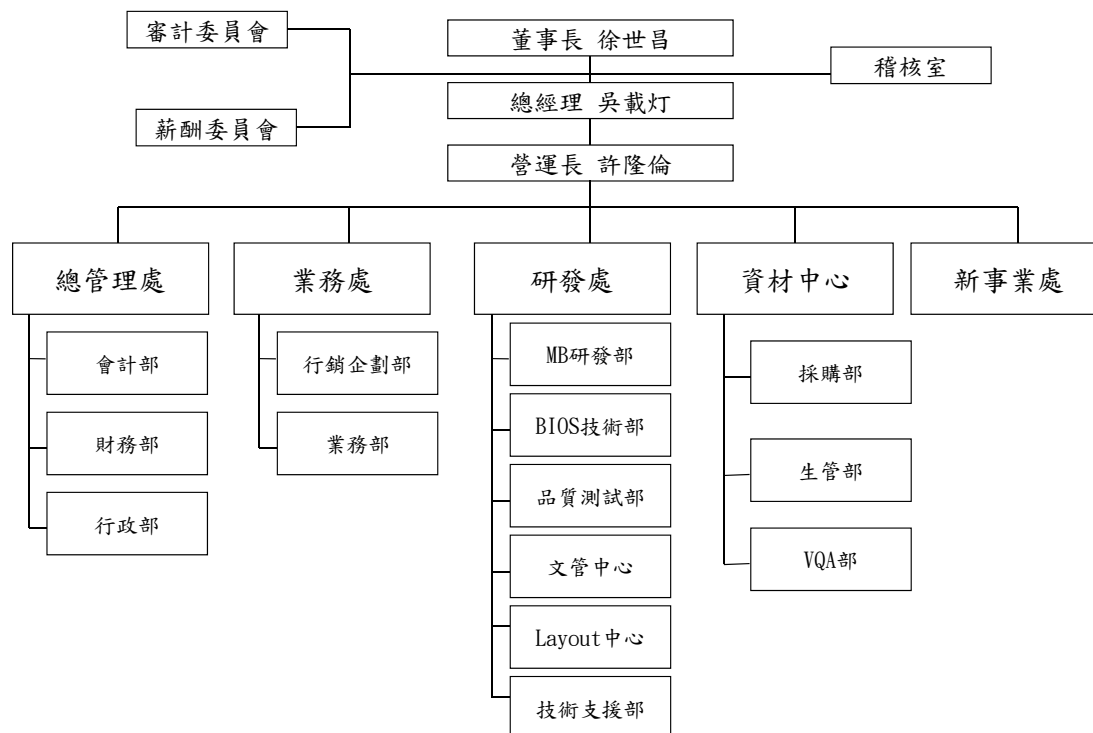 審計委員會
董事長 徐世昌
稽核室
總經理 吳載灯
薪酬委員會
營運長 許隆倫
總管理處
業務處
研發處
資材中心
新事業處
會計部
財務部
行政部
行銷企劃部
業務部
MB研發部
BIOS技術部
品質測試部
文管中心
Layout中心
技術支援部
採購部
生管部
VQA部